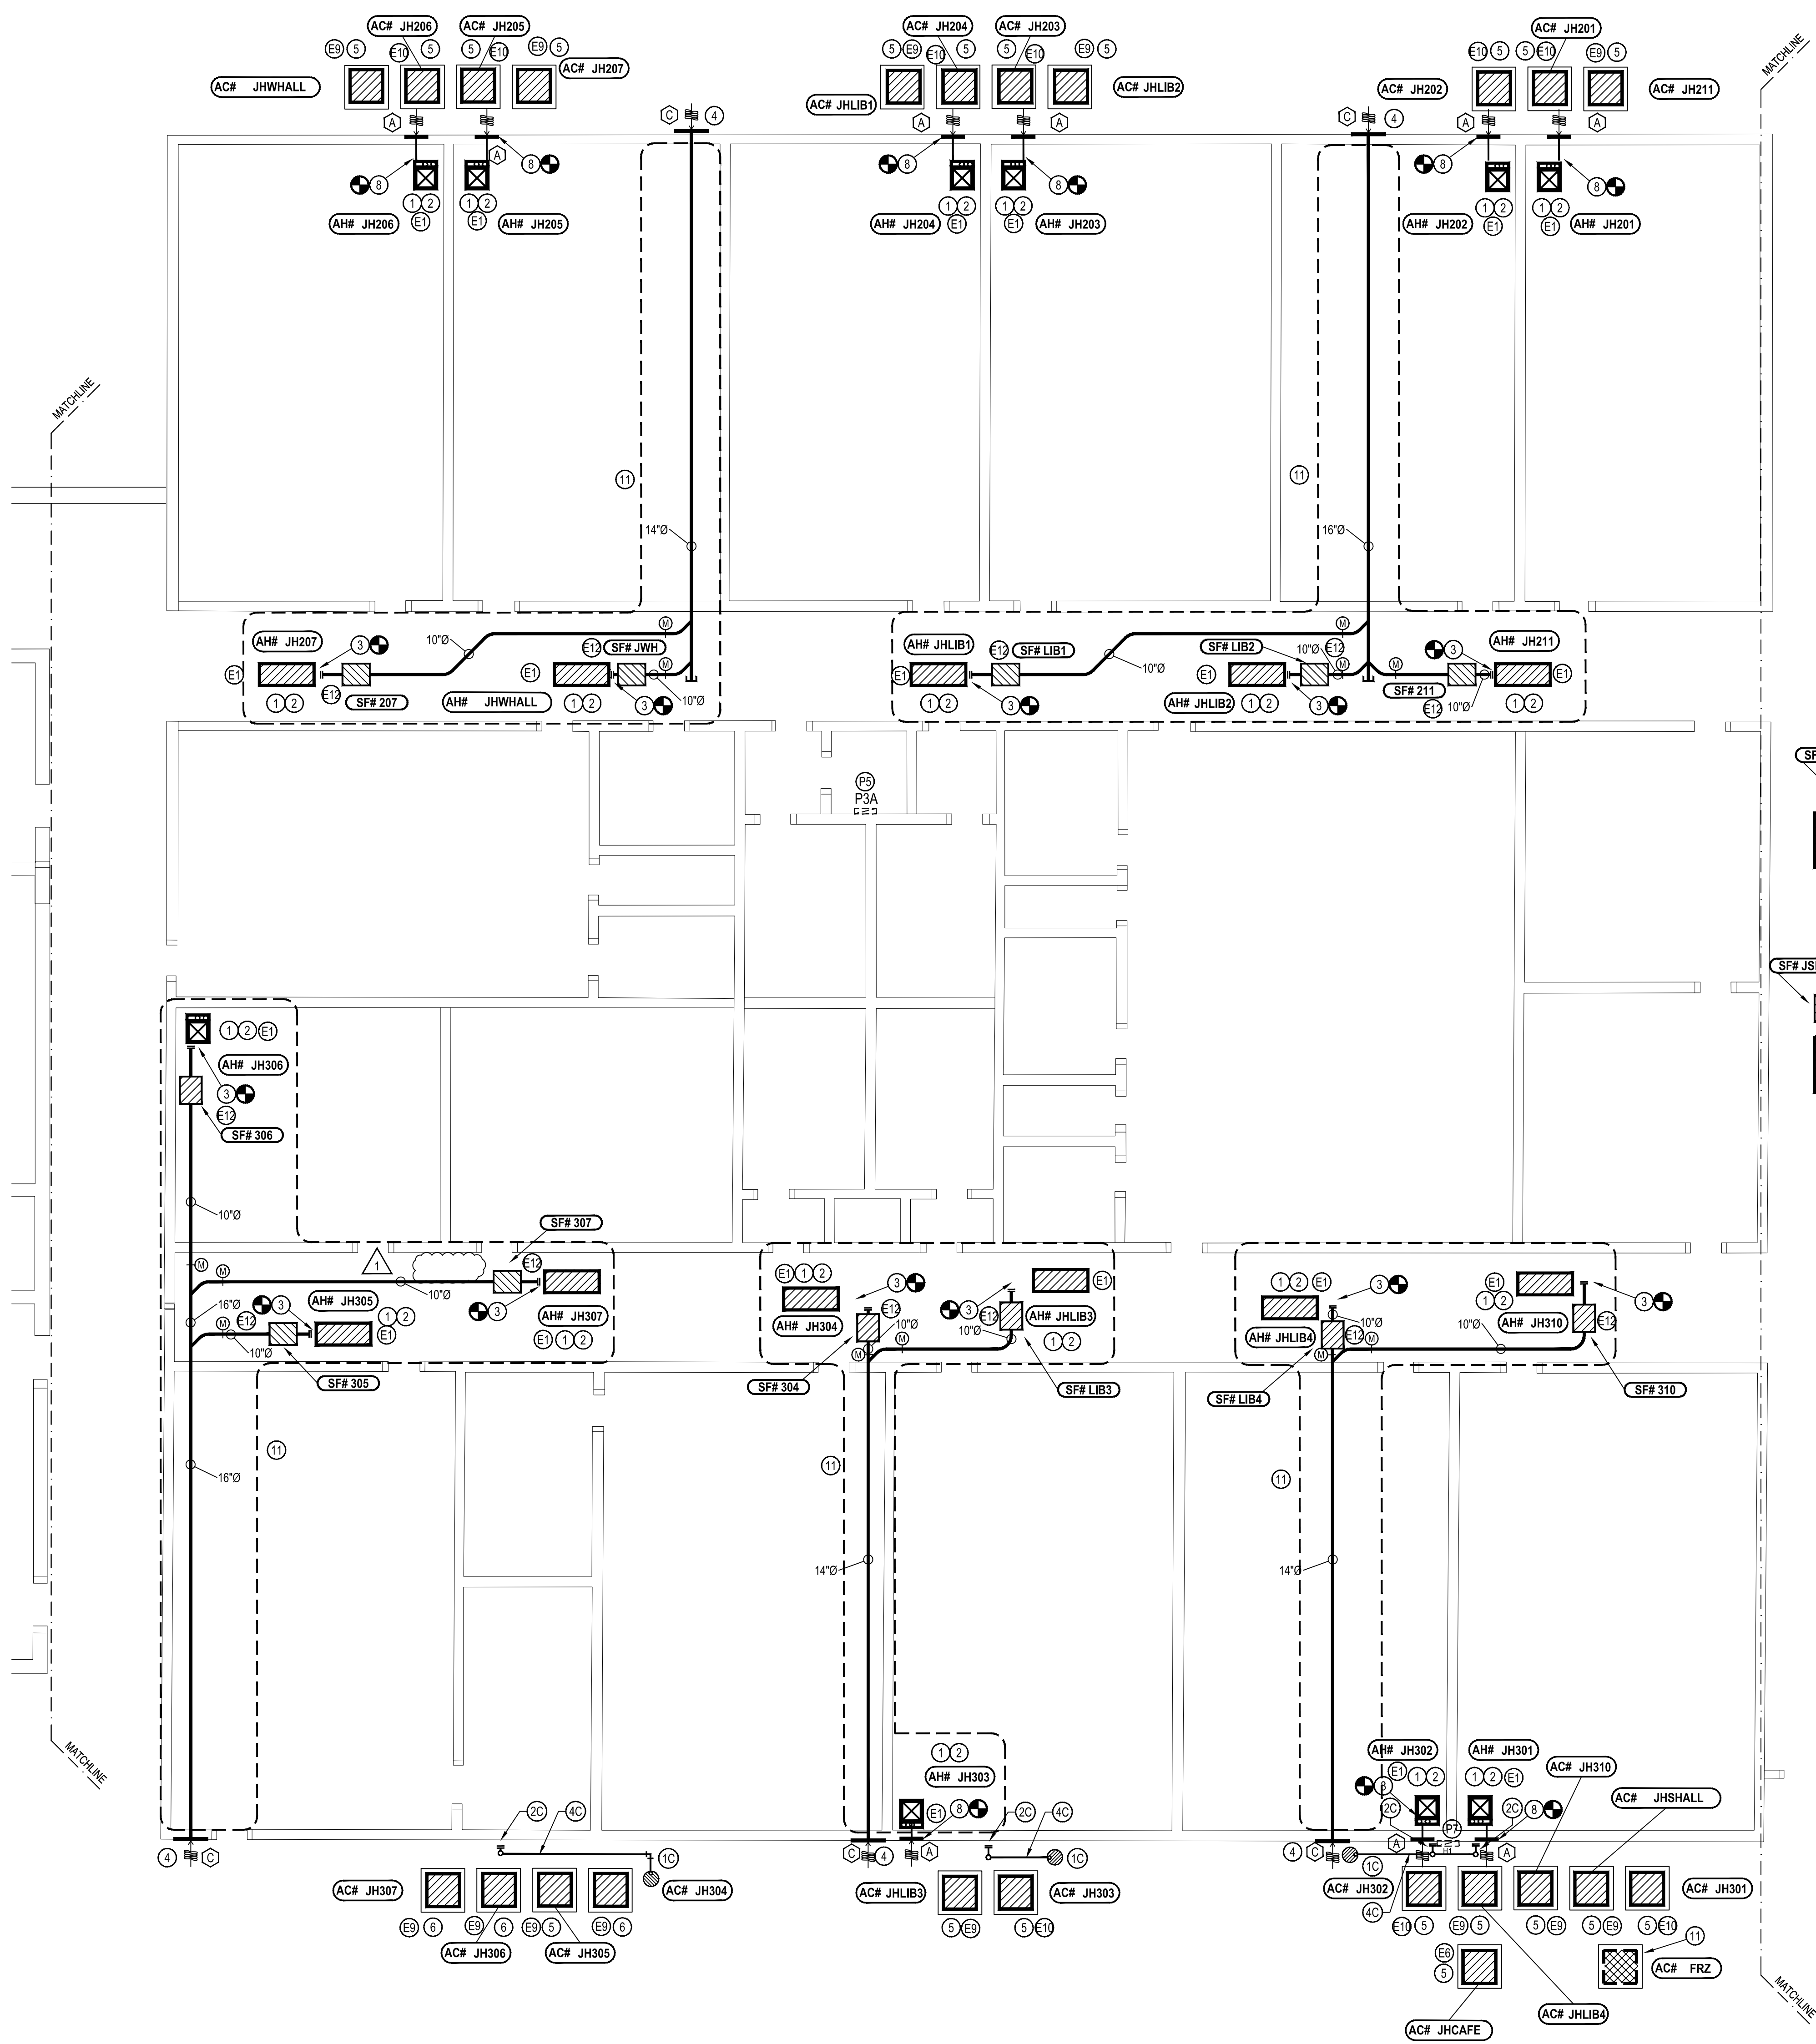 AC# JH206
AC# JH205
AC# JH204
AC# JH203
AC# JH201
MATCHLINE
E9 5 E10 5 5 E10 E9 5
5 E9 E10 5 5 E10 E9 5
E10 5 5 E10 E9 5
AC# JHWHALL
AC# JH207
AC# JHLIB1
AC# JHLIB2
AC# JH202
AC# JH211
A
C 4
A
A
C 4
A
A
A
8
8
8
8
8
8
1 2
1 2
1 2
1 2
1 2
1 2
AH# JH206
E1
E1
AH# JH205
AH# JH204
E1
E1
AH# JH203
AH# JH202
E1
E1
AH# JH201
MATCHLINE
11
11
14"Ø
16"Ø
M
M
AH# JH207
3
10"Ø
E12
SF# JWH
M
AH# JHLIB1
E12
SF# LIB1
SF# LIB2
E12
10"Ø
M
M
3
AH# JH211
E1
E1
E1
10"Ø
E1
E1
E12
10"Ø
1 2
SF# 207
AH# JHWHALL
1 2
3
10"Ø
1 2
3
AH# JHLIB2
1 2
3
SF# 211
E12
10"Ø
1 2
SF
P5
P3A
SF# JS
1 2 E1
AH# JH306
3
E12
SF# 306
10"Ø
SF# 307
1
E12
M
M
10"Ø
3
AH# JH307
E1 1 2
16"Ø
E12
3
AH# JH305
1 2
E1
M
10"Ø
SF# 305
E1 1 2
3
AH# JH304
E12
10"Ø
M
M
SF# 304
3
E12
10"Ø
E1
AH# JHLIB3
1 2
SF# LIB3
1 2 E1
3
AH# JHLIB4
10"Ø
E12
M
M
SF# LIB4
E1
1 2
AH# JH310
10"Ø
3
E12
SF# 310
11
16"Ø
11
14"Ø
11
14"Ø
1 2
AH# JH303
E1
8
AH# JH302
E1
1 2
8
2C
AH# JH301
1 2 E1
2C
8
AC# JH310
AC# JHSHALL
MATCHLINE
2C
4C
2C
4C
P7
H1
4 C
1C
C 4
A
1C
4 C
1C
A
A
AC# JH307
AC# JH304
AC# JHLIB3
AC# JH303
AC# JH302
AC# JH301
4C
E9 6 E9 6 E9 5 E9 6
5 E9 5 E10
E10 5 E9 5 5 E9 5 E9 5 E10
AC# JH306
AC# JH305
E6
5
11
AC# FRZ
AC# JHLIB4
AC# JHCAFE
MATCHLINE